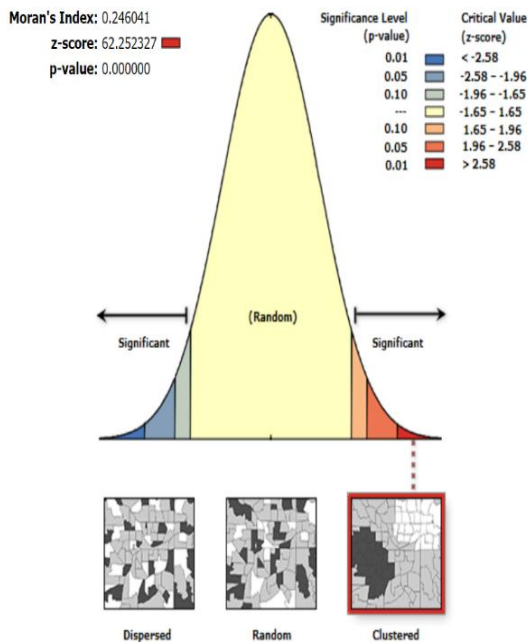 Moran's Index: 0.246041
z-score: 62.252327
p-value: 0.000000
Significance Level
(p-value)
Critical Value
(z-score)
0.01 < -2.58
0.05 -2.58 – -1.96
0.10 -1.96 – -1.65
--- -1.65 – 1.65
0.10 1.65 – 1.96
0.05 1.96 – 2.58
0.01 > 2.58
(Random)
Significant
Significant
Dispersed
Random
Clustered